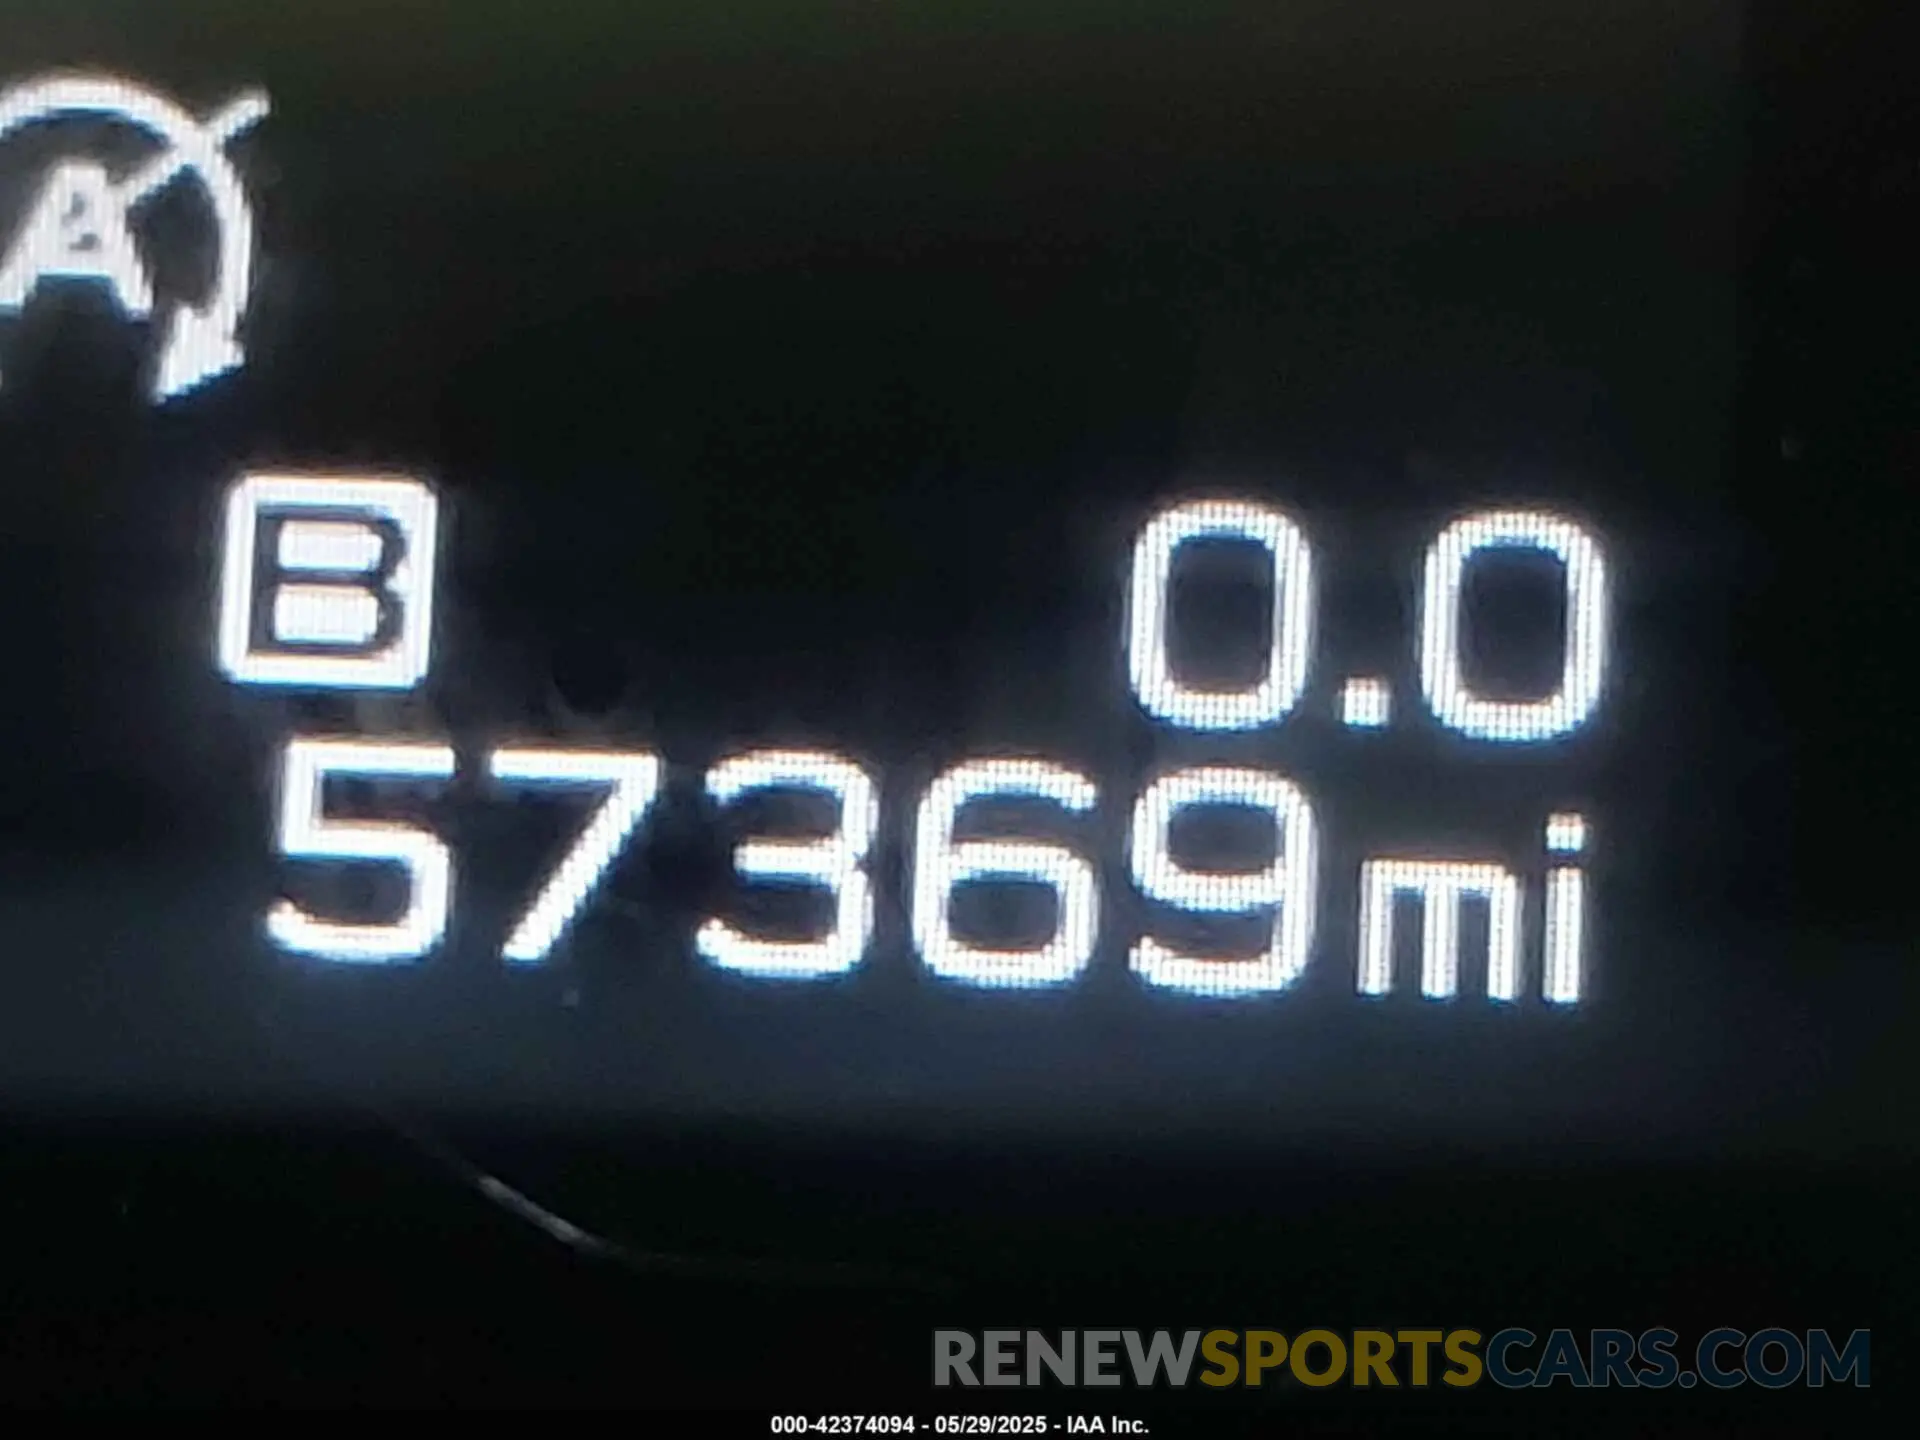 A
B 0.0
57369mi
RENEWSPORTSCARS.COM
000-42374094 - 05/29/2025 - IAA Inc.